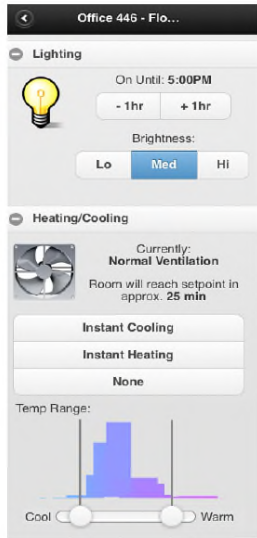 Office 446 - Flo...
Lighting
On Until: 5:00PM
- 1hr + 1hr
Brightness:
Lo Med Hi
Heating/Cooling
Currently:
Normal Ventilation
Room will reach setpoint in
approx. 25 min
Instant Cooling
Instant Heating
None
Temp Range:
Cool Warm